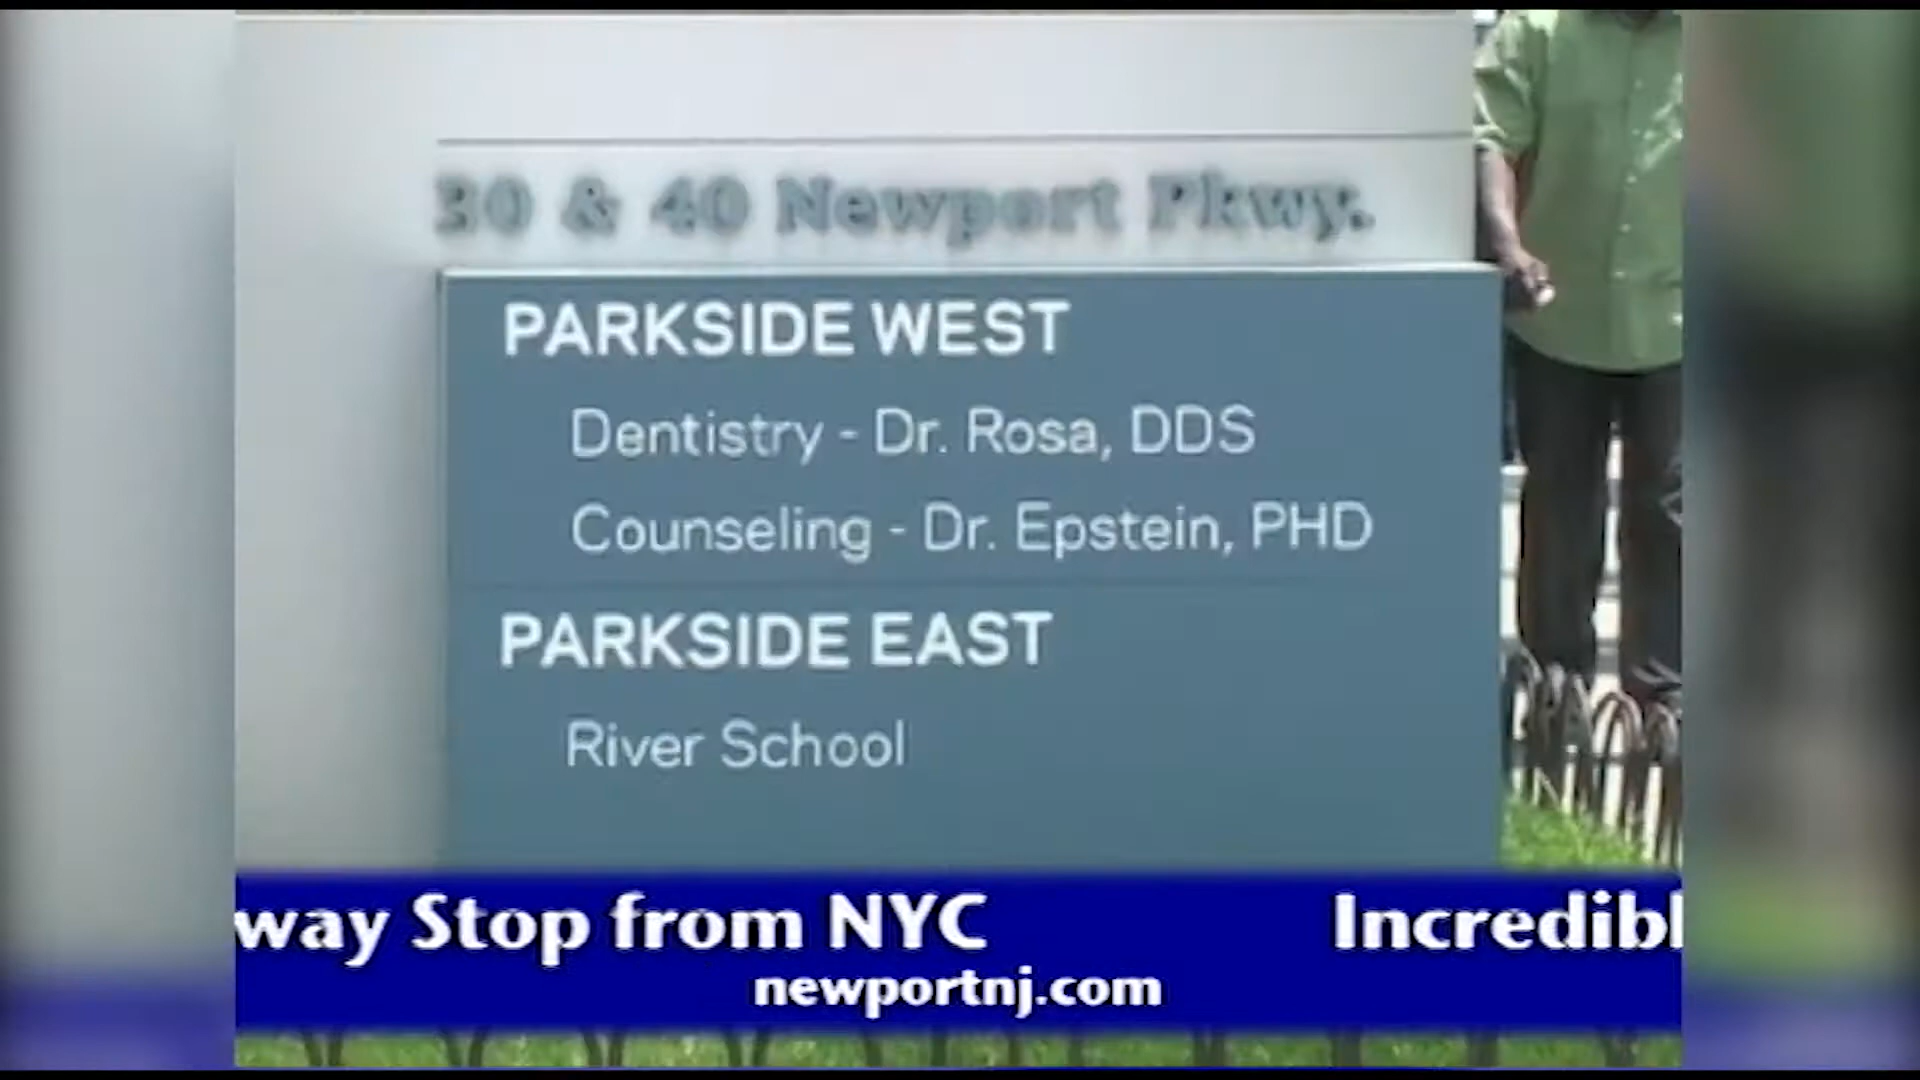 30 & 40 Newport Pkwy.
PARKSIDE WEST
Dentistry - Dr. Rosa, DDS
Counseling - Dr. Epstein, PHD
PARKSIDE EAST
River School
way Stop from NYC Incredibl
newportnj.com